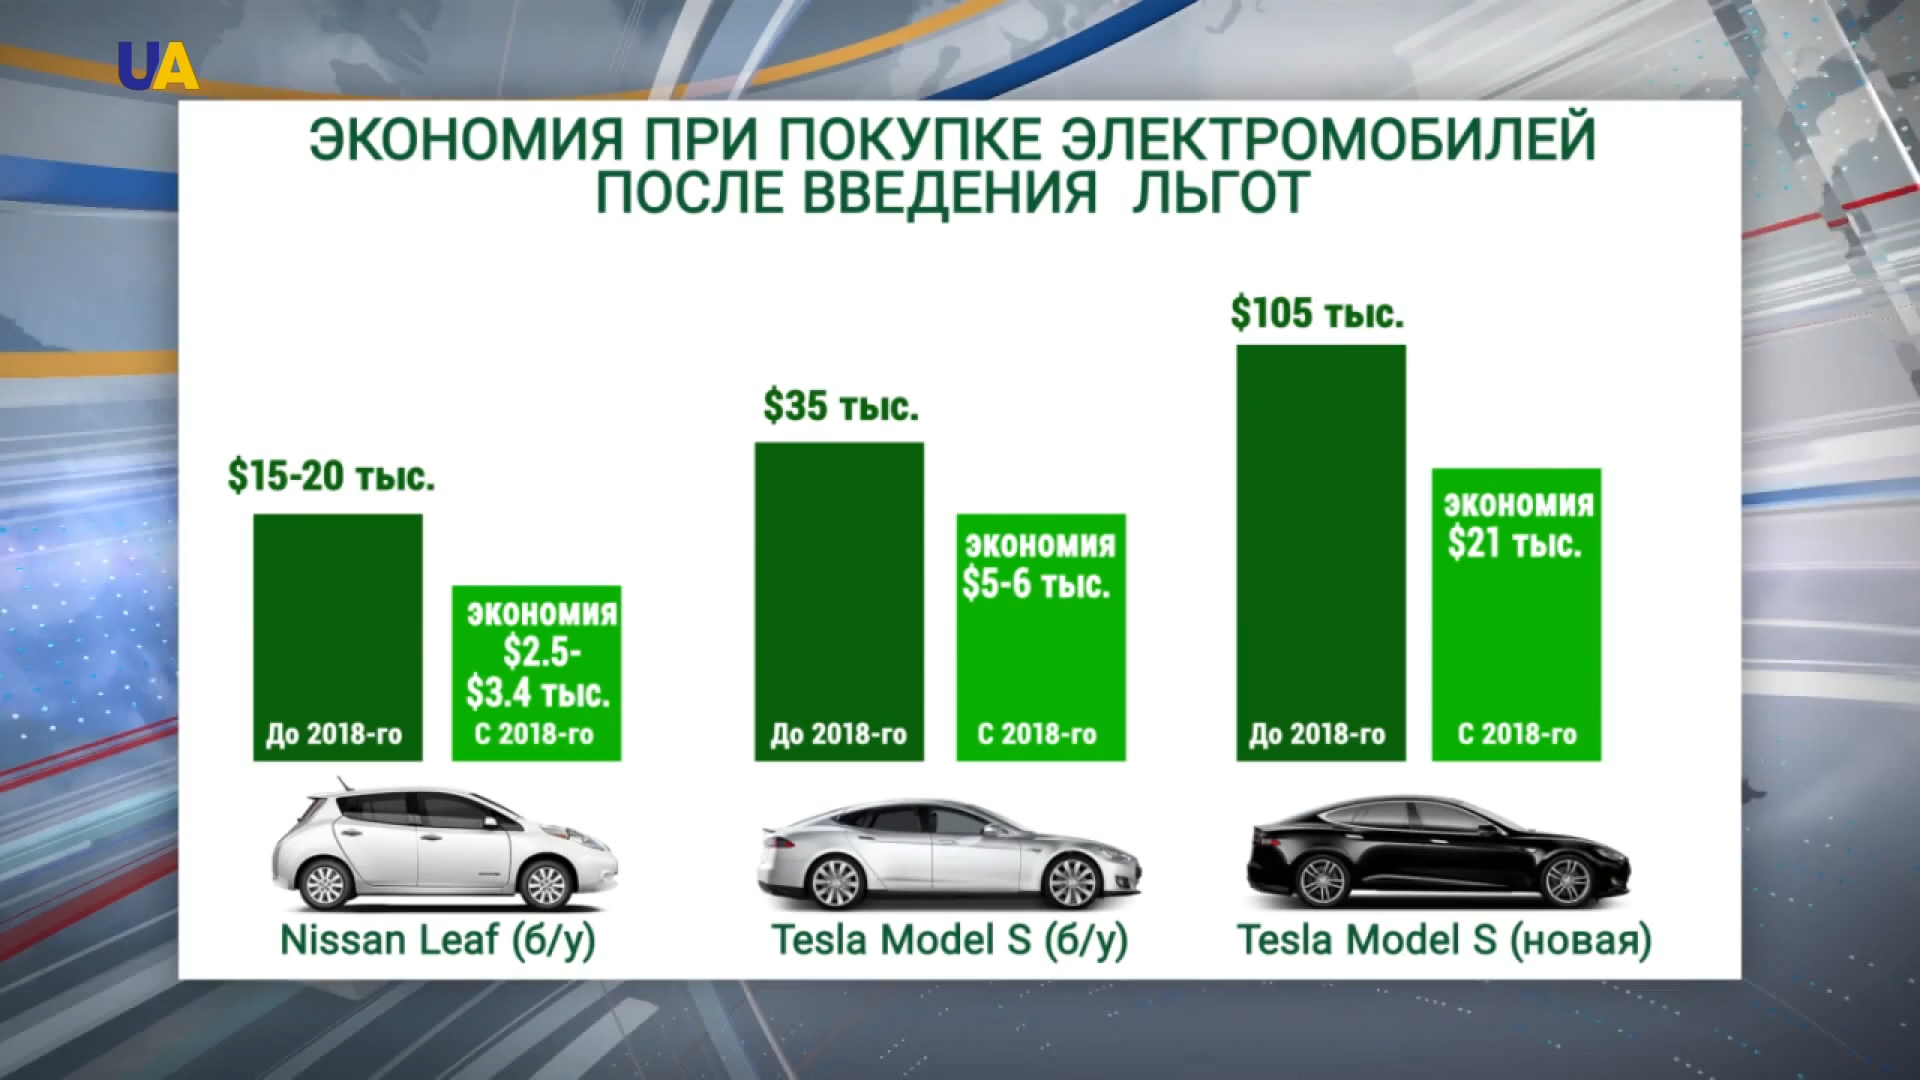 UA
ЭКОНОМИЯ ПРИ ПОКУПКЕ ЭЛЕКТРОМОБИЛЕЙ
ПОСЛЕ ВВЕДЕНИЯ ЛЬГОТ
$15-20 тыс.
До 2018-го
экономия
$2.5-
$3.4 тыс.
С 2018-го
Nissan Leaf (б/у)
$35 тыс.
До 2018-го
экономия
$5-6 тыс.
С 2018-го
Tesla Model S (б/у)
$105 тыс.
До 2018-го
экономия
$21 тыс.
С 2018-го
Tesla Model S (новая)